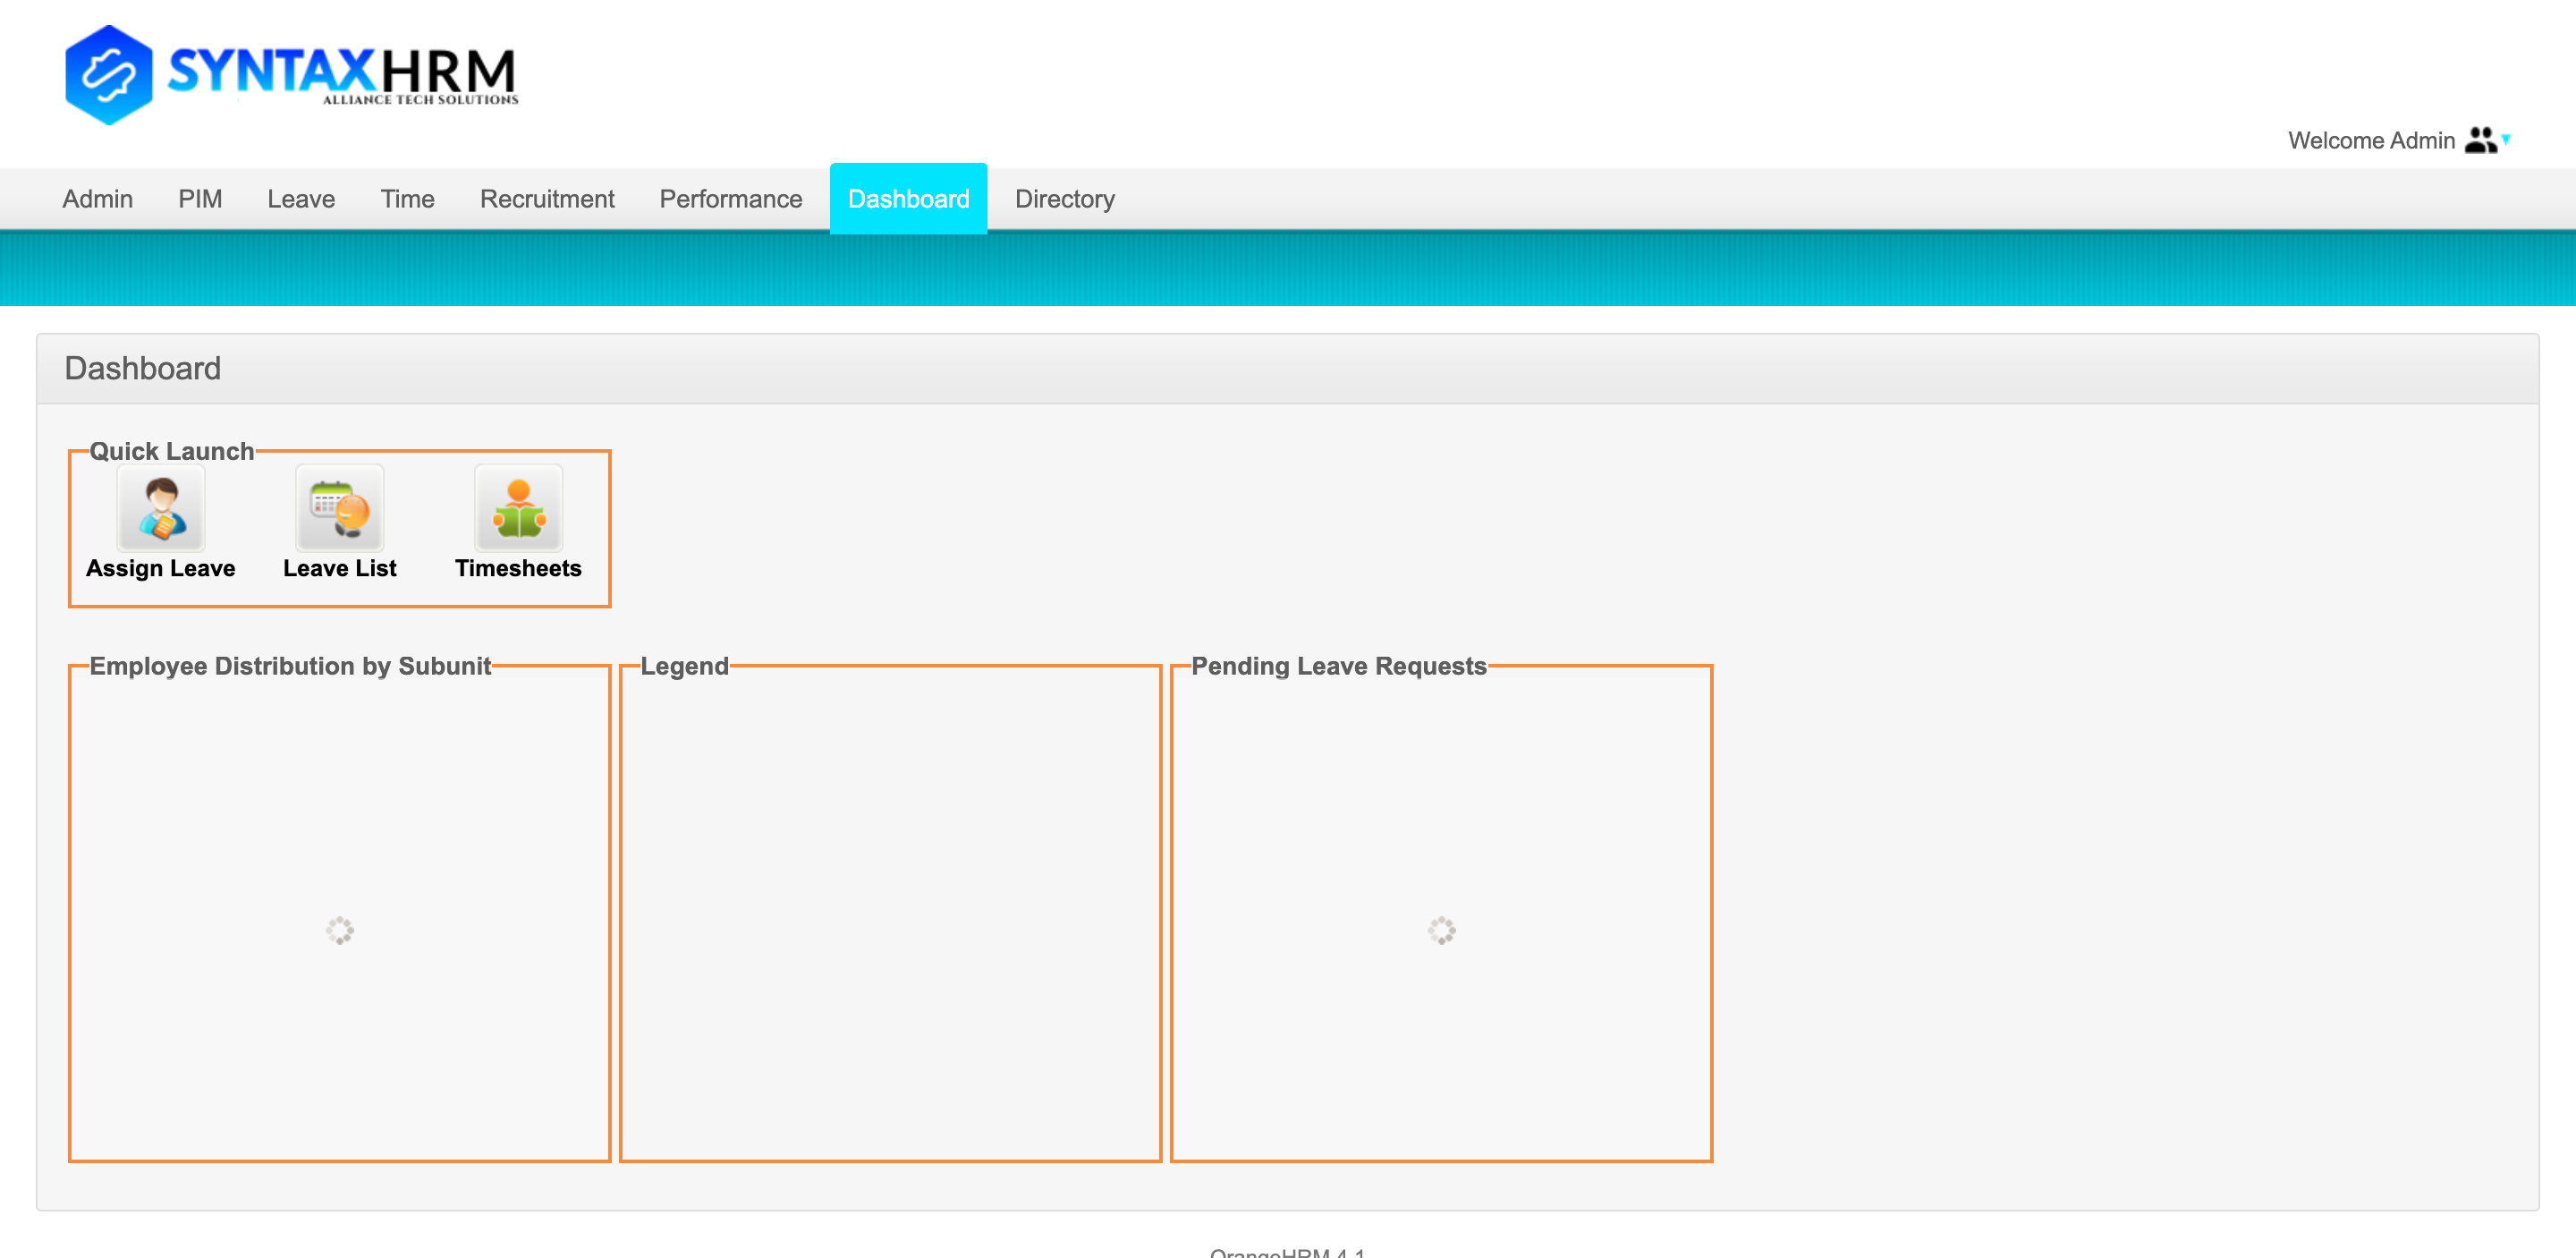 SYNTAXHRM
ALLIANCE TECH SOLUTIONS
Welcome Admin
Admin PIM Leave Time Recruitment Performance Dashboard Directory
Dashboard
Quick Launch
Assign Leave Leave List Timesheets
Employee Distribution by Subunit Legend Pending Leave Requests
OrangeHRM 4.1